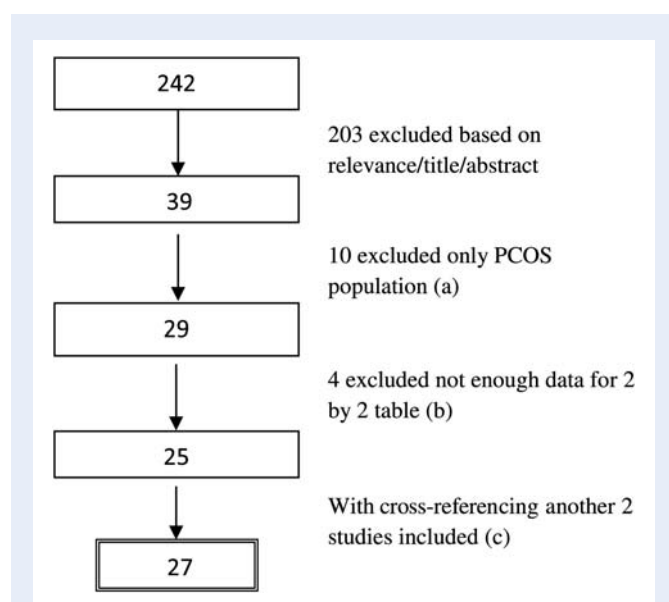 242
203 excluded based on
relevance/title/abstract
39
10 excluded only PCOS
population (a)
29
4 excluded not enough data for 2
by 2 table (b)
25
With cross-referencing another 2
studies included (c)
27